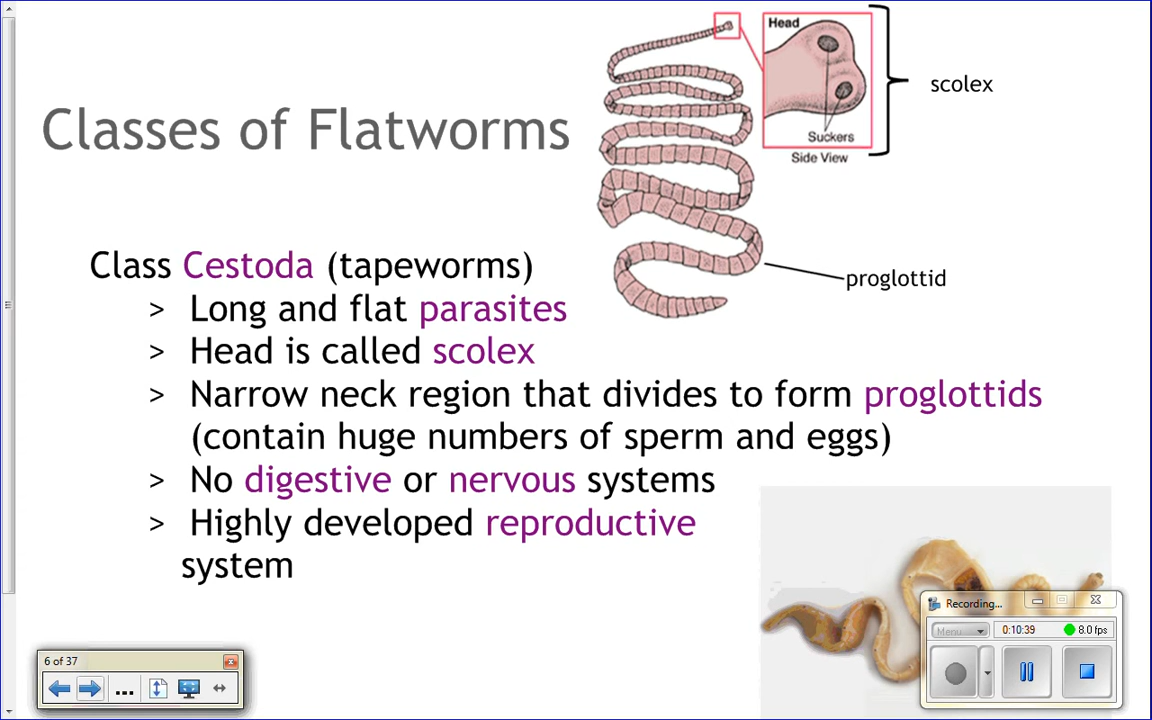 Head
scolex
Suckers
Side View
Classes of Flatworms
proglottid
Class Cestoda (tapeworms)
> Long and flat parasites
> Head is called scolex
> Narrow neck region that divides to form proglottids
(contain huge numbers of sperm and eggs)
> No digestive or nervous systems
> Highly developed reproductive
system
Recording...
Menu
0:10:39
8.0 fps
6 of 37
...